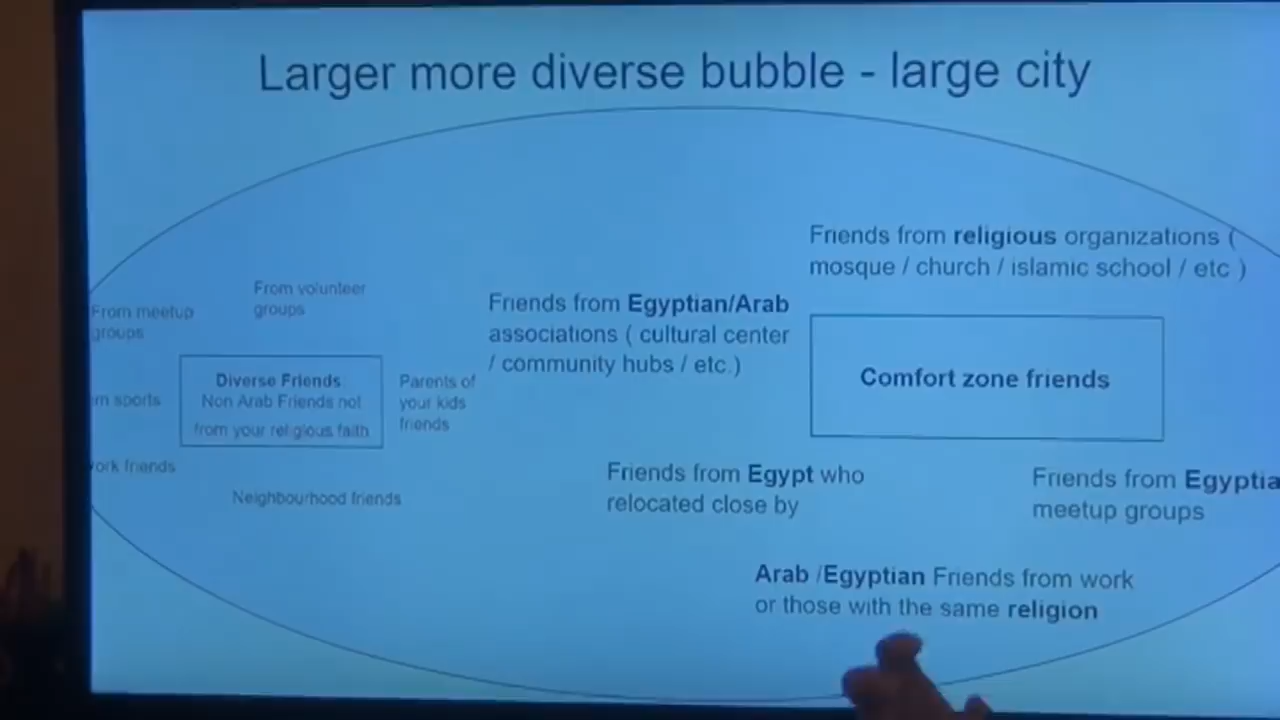 Larger more diverse bubble - large city
Friends from religious organizations (
mosque / church / islamic school / etc )
From volunteer
groups
From meetup
groups
Friends from Egyptian/Arab
associations ( cultural center
/ community hubs / etc.)
Diverse Friends
Non Arab Friends not
from your religious faith
Parents of
your kids
friends
Comfort zone friends
sports
friends
Neighbourhood friends
Friends from Egypt who
relocated close by
Friends from Egyptia
meetup groups
Arab /Egyptian Friends from work
or those with the same religion